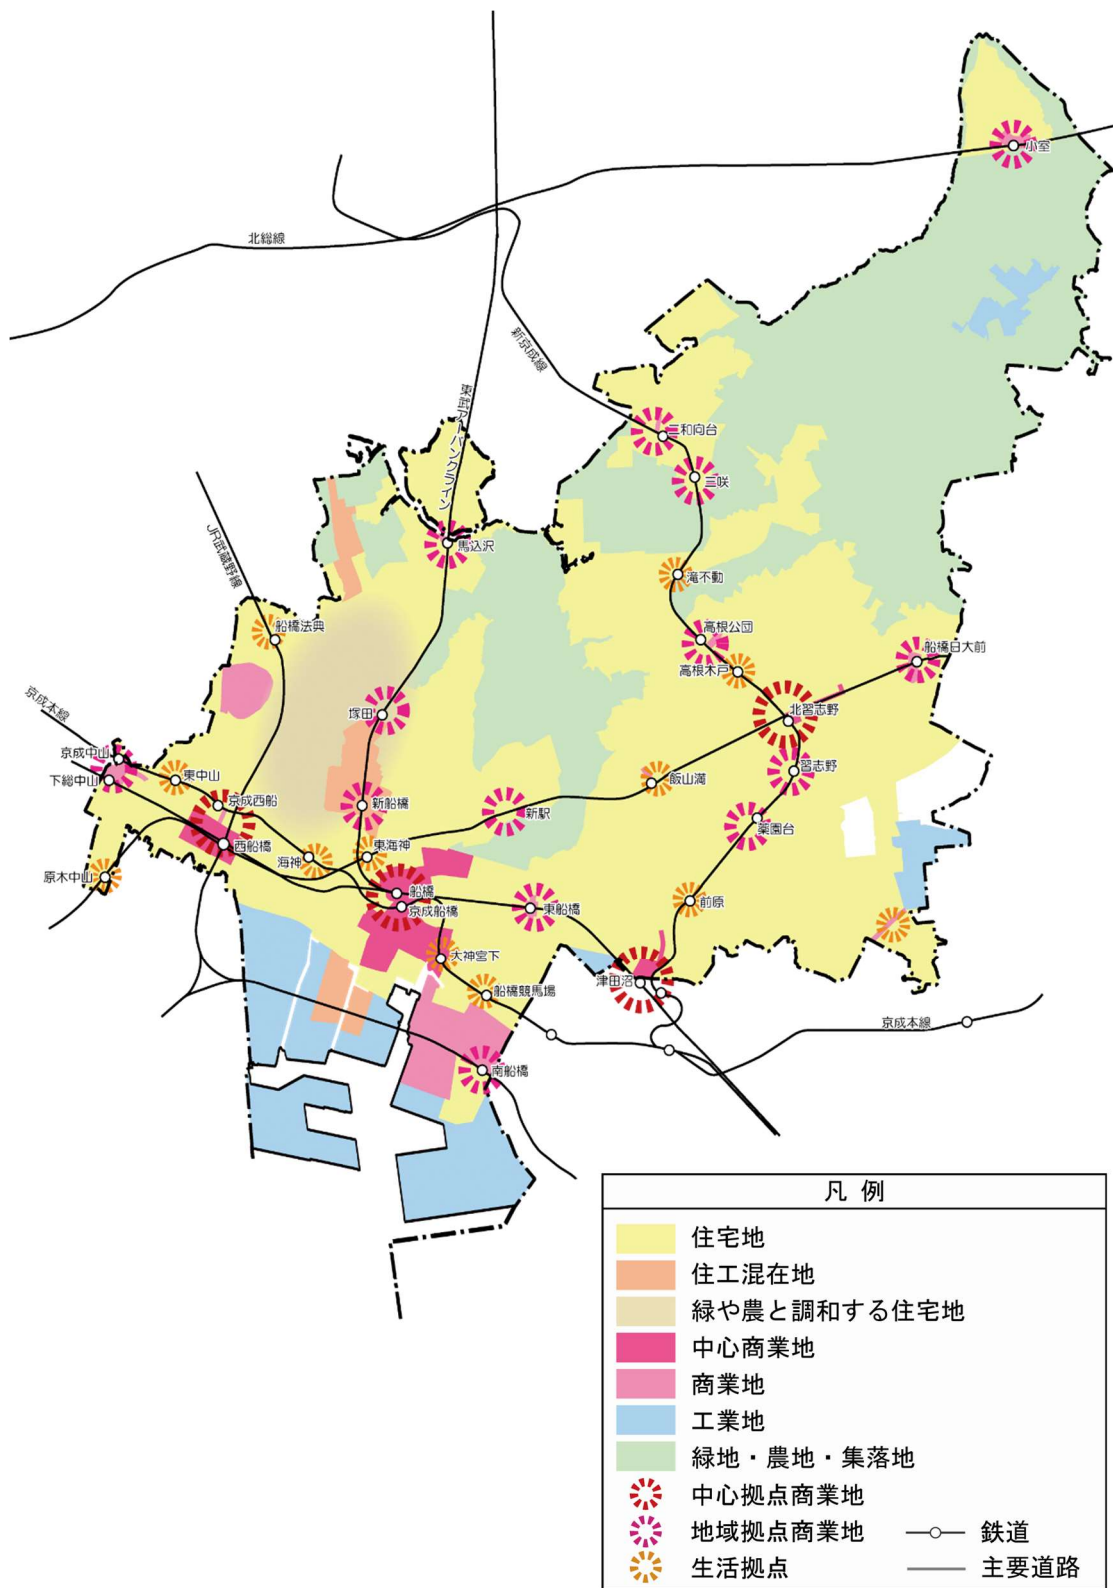 小室
北総線
新京成線
東武アーバンクライン
三和向台
三咲
馬込沢
JR武蔵野線
滝不動
船橋法典
高根公団
船橋日大前
高根木戸
京成本線
塚田
北習志野
京成中山
下総中山
東中山
習志野
飯山満
京成西船
新船橋
新駅
薬園台
西船橋
東海神
海神
原木中山
船橋
京成船橋
東船橋
前原
大神宮下
津田沼
船橋競馬場
京成本線
南船橋
凡 例
住宅地
住工混在地
緑や農と調和する住宅地
中心商業地
商業地
工業地
緑地・農地・集落地
中心拠点商業地
地域拠点商業地
鉄道
生活拠点
主要道路